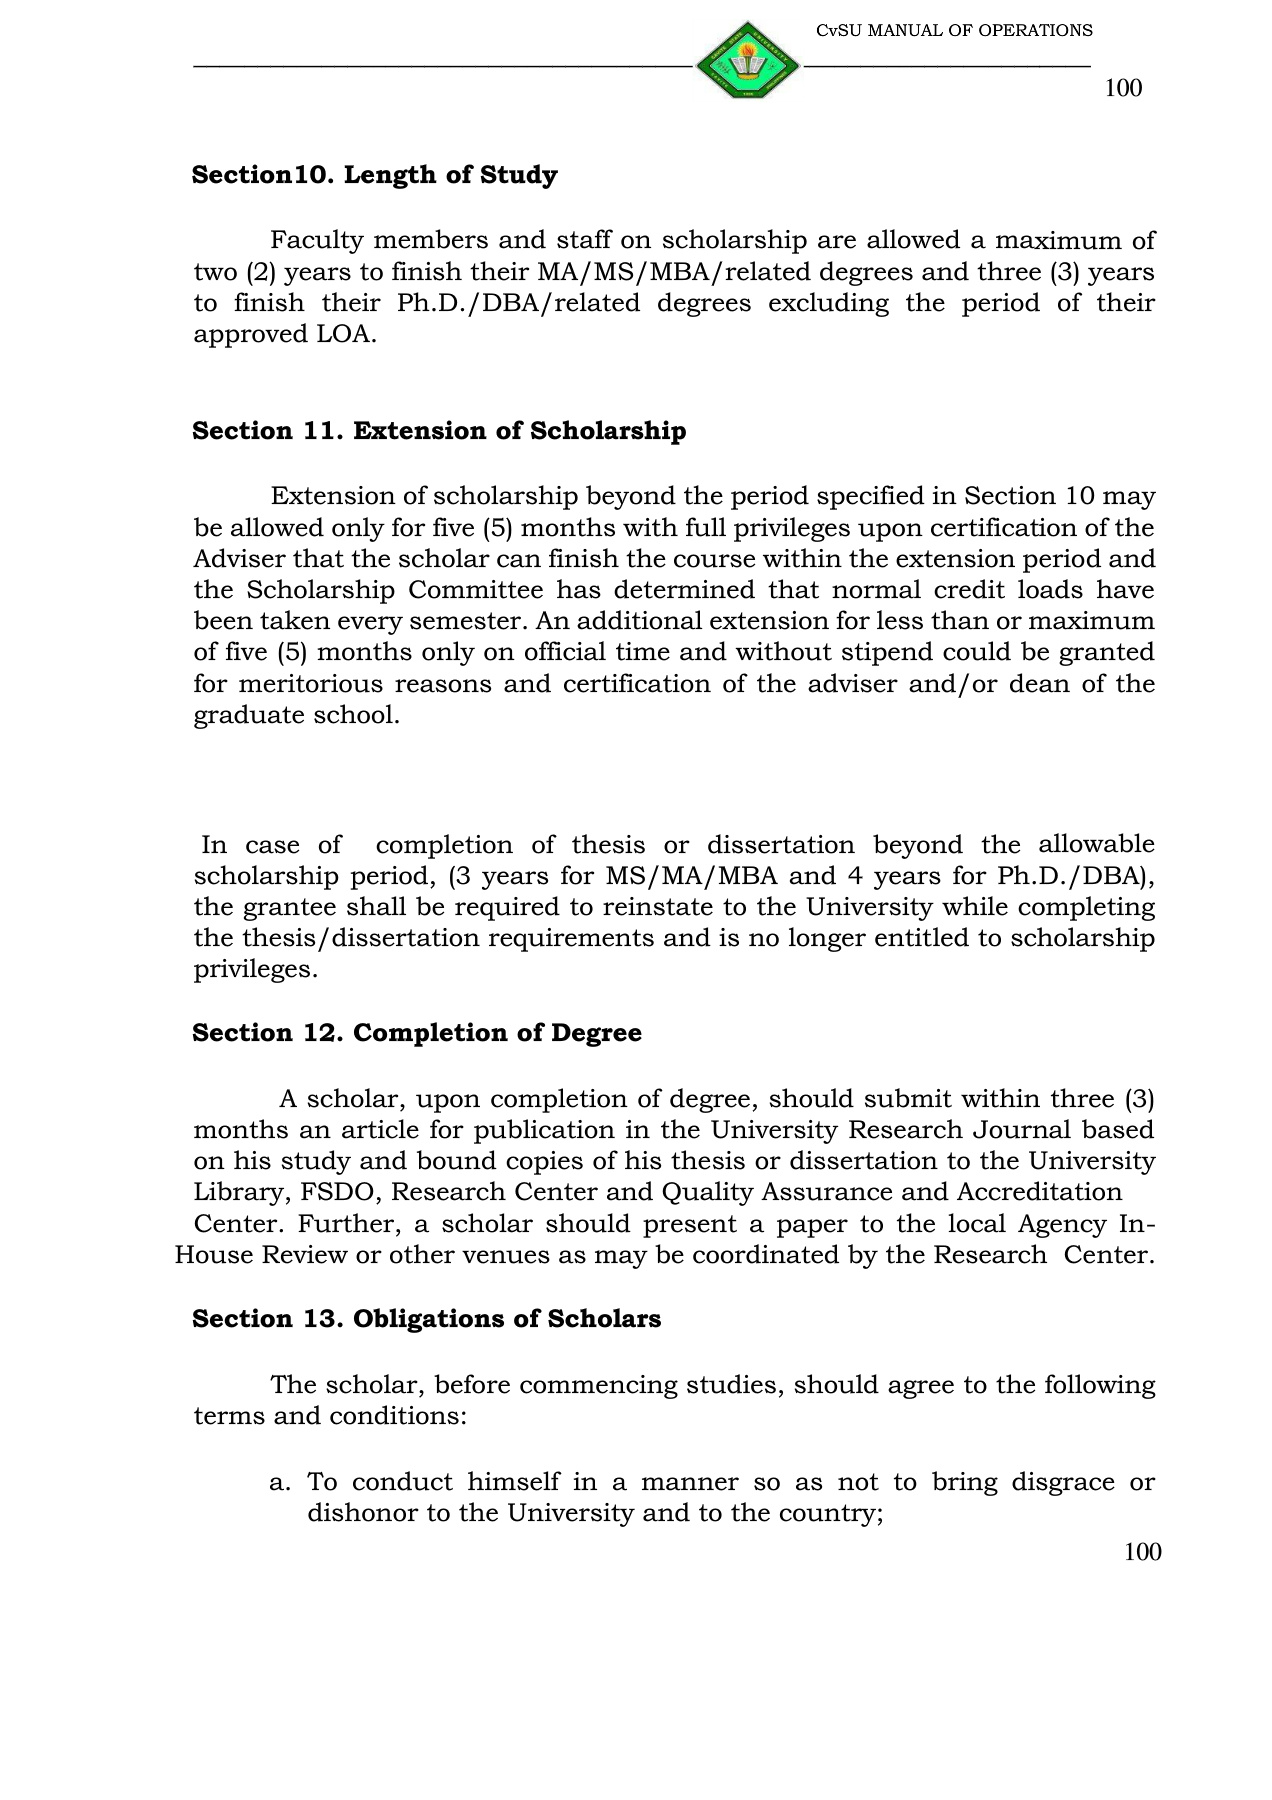 CvSU MANUAL OF OPERATIONS
100
Section10. Length of Study
Faculty members and staff on scholarship are allowed a maximum of
two (2) years to finish their MA/MS/MBA/related degrees and three (3) years
to finish their Ph.D./DBA/related degrees excluding the period of their
approved LOA.
Section 11. Extension of Scholarship
Extension of scholarship beyond the period specified in Section 10 may
be allowed only for five (5) months with full privileges upon certification of the
Adviser that the scholar can finish the course within the extension period and
the Scholarship Committee has determined that normal credit loads have
been taken every semester. An additional extension for less than or maximum
of five (5) months only on official time and without stipend could be granted
for meritorious reasons and certification of the adviser and/or dean of the
graduate school.
In case of completion of thesis or dissertation beyond the allowable
scholarship period, (3 years for MS/MA/MBA and 4 years for Ph.D./DBA),
the grantee shall be required to reinstate to the University while completing
the thesis/dissertation requirements and is no longer entitled to scholarship
privileges.
Section 12. Completion of Degree
A scholar, upon completion of degree, should submit within three (3)
months an article for publication in the University Research Journal based
on his study and bound copies of his thesis or dissertation to the University
Library, FSDO, Research Center and Quality Assurance and Accreditation
Center. Further, a scholar should present a paper to the local Agency In-
House Review or other venues as may be coordinated by the Research Center.
Section 13. Obligations of Scholars
The scholar, before commencing studies, should agree to the following
terms and conditions:
a. To conduct himself in a manner so as not to bring disgrace or
dishonor to the University and to the country;
100